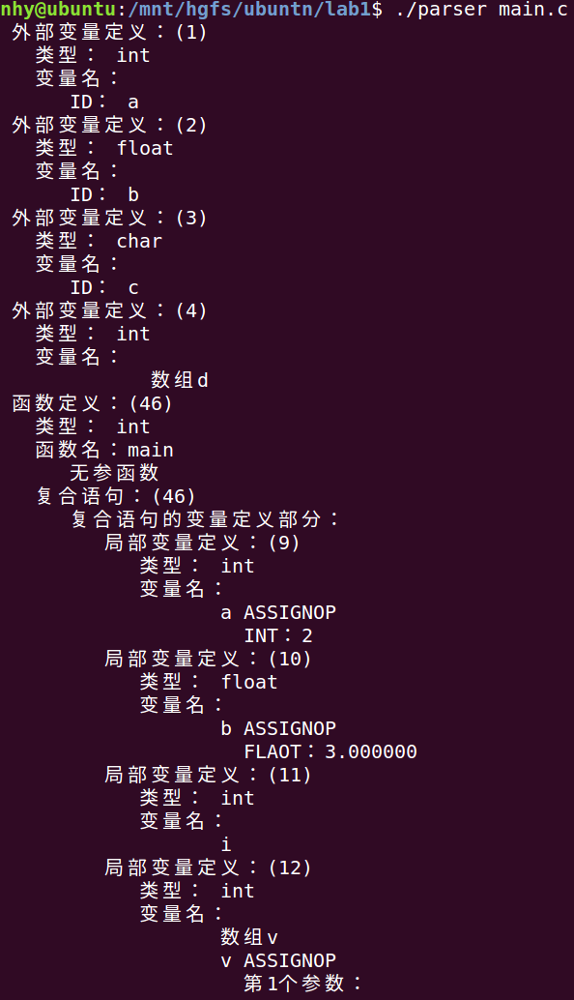 nhy@ubuntu:/mnt/hgfs/ubuntn/lab1$ ./parser main.c
外部变量定义：(1)
类型： int
变量名：
ID： a
外部变量定义：(2)
类型： float
变量名：
ID： b
外部变量定义：(3)
类型： char
变量名：
ID： c
外部变量定义：(4)
类型： int
变量名：
数组d
函数定义：(46)
类型： int
函数名：main
无参函数
复合语句：(46)
复合语句的变量定义部分：
局部变量定义：(9)
类型： int
变量名：
a ASSIGNOP
INT：2
局部变量定义：(10)
类型： float
变量名：
b ASSIGNOP
FLAOT：3.000000
局部变量定义：(11)
类型： int
变量名：
i
局部变量定义：(12)
类型： int
变量名：
数组v
v ASSIGNOP
第1个参数：